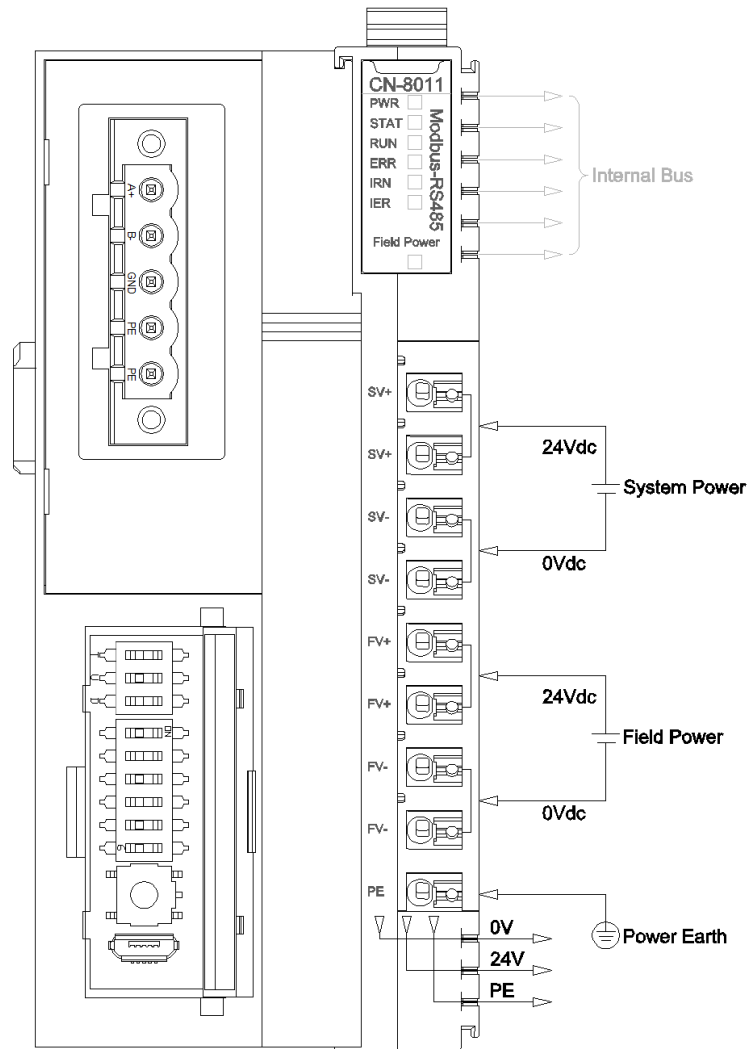 CN-8011
PWR
STAT
RUN
ERR
IRN
IER
Modbus-RS485
Field Power
Internal Bus
A+
B-
GND
PE
PE
SV+
SV+
SV-
SV-
FV+
FV+
FV-
FV-
PE
24Vdc
System Power
0Vdc
24Vdc
Field Power
0Vdc
0V
24V
PE
Power Earth
ON
6